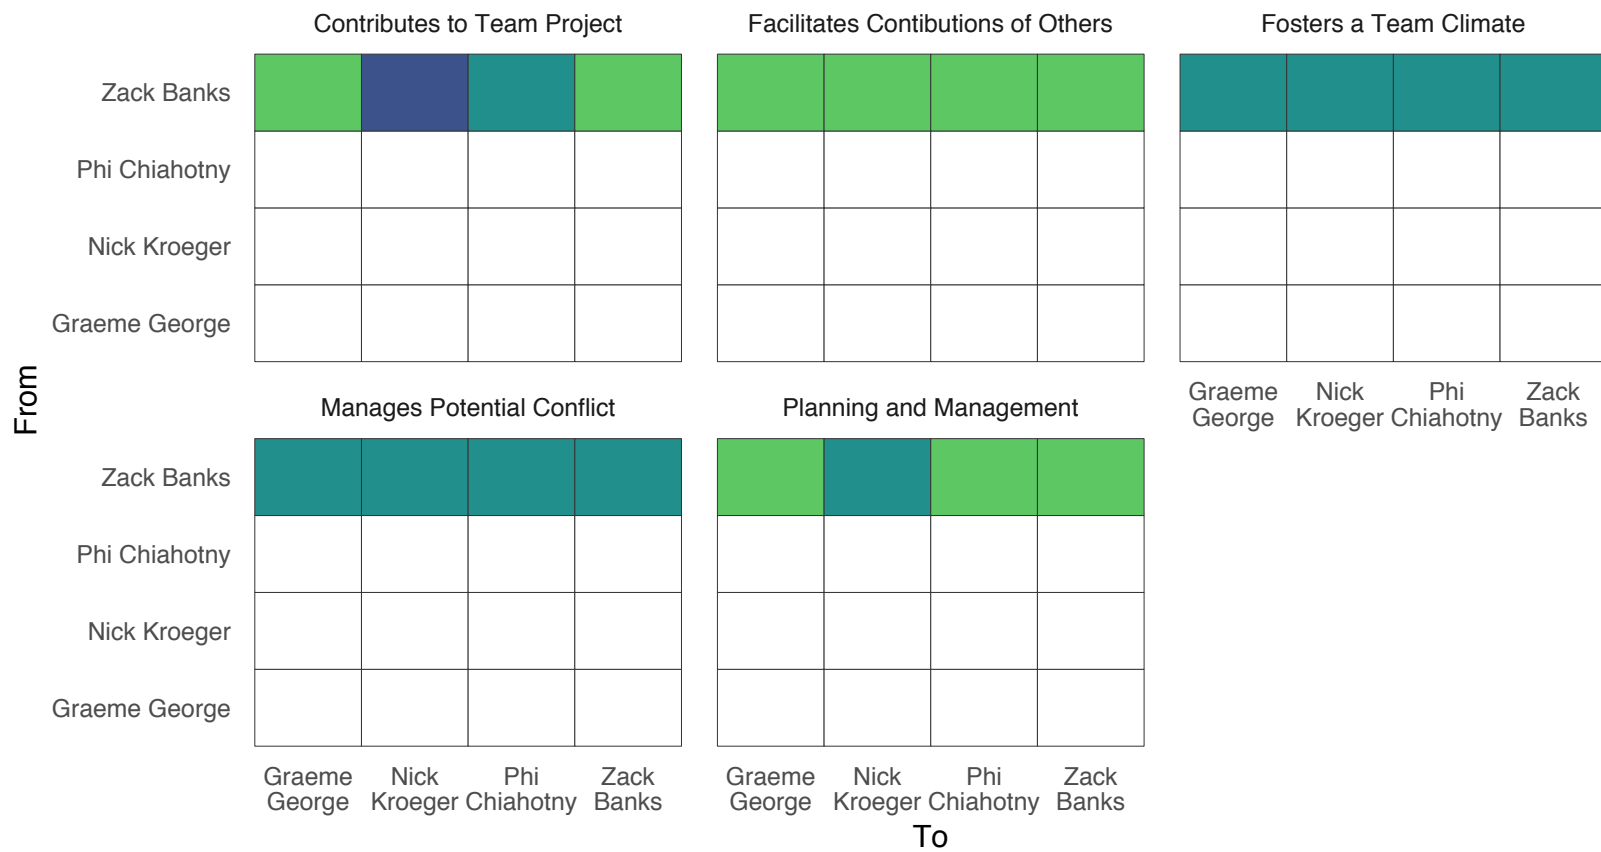 Contributes to Team Project
Facilitates Contibutions of Others
Fosters a Team Climate
Zack Banks
Phi Chiahotny
Nick Kroeger
Graeme George
Graeme George
Nick Kroeger
Phi Chiahotny
Zack Banks
From
Manages Potential Conflict
Planning and Management
Zack Banks
Phi Chiahotny
Nick Kroeger
Graeme George
Graeme George
Nick Kroeger
Phi Chiahotny
Zack Banks
Graeme George
Nick Kroeger
Phi Chiahotny
Zack Banks
To